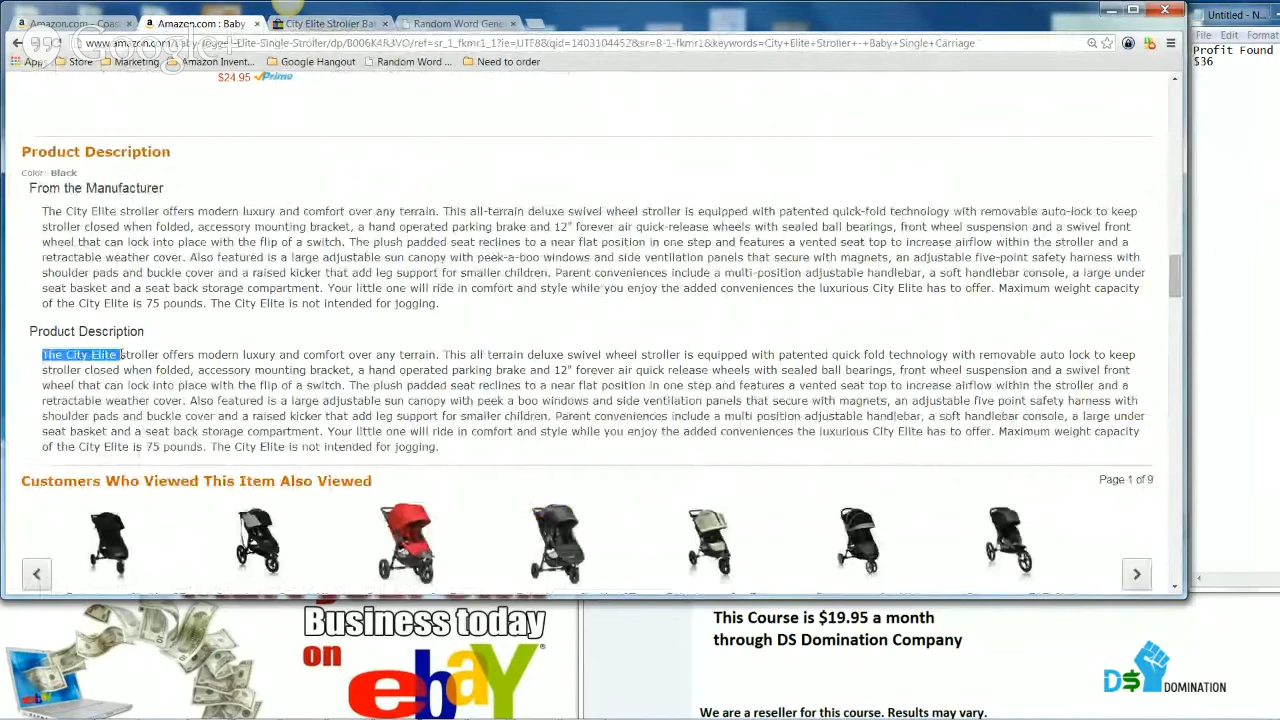 Amazon.com : Coast
Amazon.com : Baby
City Elite Stroller Bal
Random Word Gene
Untitled - N
File Edit Format
Google+
Apps Store Marketing Amazon Invent... Google Hangout Random Word ... Need to order
Profit Found
$36
$24.95 Prime
Product Description
Color: Black
From the Manufacturer
The City Elite stroller offers modern luxury and comfort over any terrain. This all-terrain deluxe swivel wheel stroller is equipped with patented quick-fold technology with removable auto-lock to keep
stroller closed when folded, accessory mounting bracket, a hand operated parking brake and 12" forever air quick-release wheels with sealed ball bearings, front wheel suspension and a swivel front
wheel that can lock into place with the flip of a switch. The plush padded seat reclines to a near flat position in one step and features a vented seat top to increase airflow within the stroller and a
retractable weather cover. Also featured is a large adjustable sun canopy with peek-a-boo windows and side ventilation panels that secure with magnets, an adjustable five-point safety harness with
shoulder pads and buckle cover and a raised kicker that add leg support for smaller children. Parent conveniences include a multi-position adjustable handlebar, a soft handlebar console, a large under
seat basket and a seat back storage compartment. Your little one will ride in comfort and style while you enjoy the added conveniences the luxurious City Elite has to offer. Maximum weight capacity
of the City Elite is 75 pounds. The City Elite is not intended for jogging.
Product Description
The City Elite stroller offers modern luxury and comfort over any terrain. This all-terrain deluxe swivel wheel stroller is equipped with patented quick fold technology with removable auto lock to keep
stroller closed when folded, accessory mounting bracket, a hand operated parking brake and 12" forever air quick release wheels with sealed ball bearings, front wheel suspension and a swivel front
wheel that can lock into place with the flip of a switch. The plush padded seat reclines to a near flat position in one step and features a vented seat top to increase airflow within the stroller and a
retractable weather cover. Also featured is a large adjustable sun canopy with peek a boo windows and side ventilation panels that secure with magnets, an adjustable five point safety harness with
shoulder pads and buckle cover and a raised kicker that add leg support for smaller children. Parent conveniences include a multi position adjustable handlebar, a soft handlebar console, a large under
seat basket and a seat back storage compartment. Your little one will ride in comfort and style while you enjoy the added conveniences the luxurious City Elite has to offer. Maximum weight capacity
of the City Elite is 75 pounds. The City Elite is not intended for jogging.
Customers Who Viewed This Item Also Viewed
Page 1 of 9
Business today
on ebay
This Course is $19.95 a month
through DS Domination Company
D$ DOMINATION
We are a reseller for this course. Results may vary.